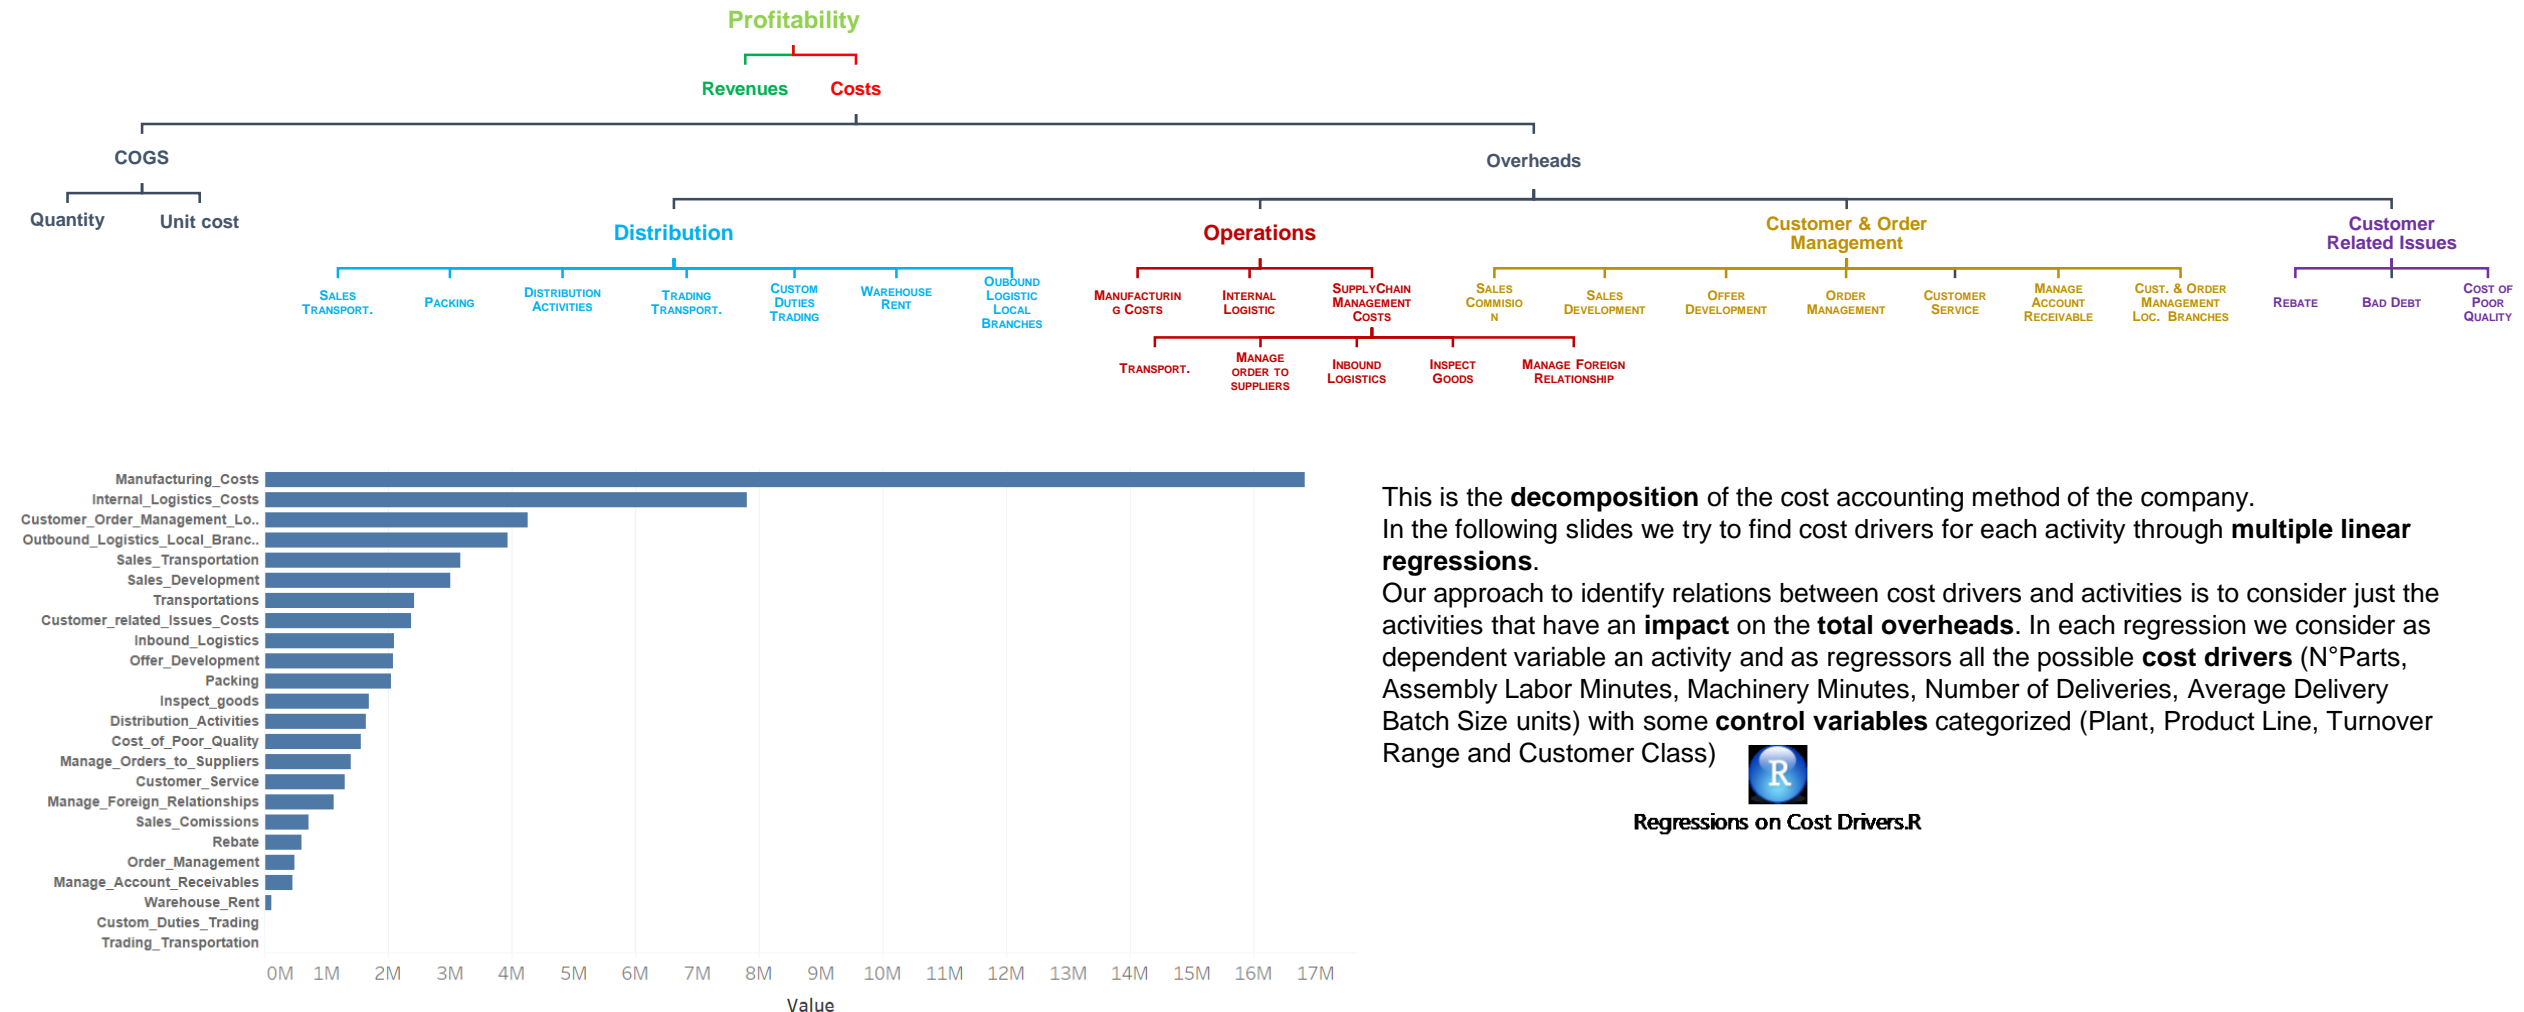 Profitability
Revenues
Costs
COGS
Overheads
Quantity
Unit cost
Distribution
Operations
Customer & Order
Management
Customer
Related Issues
SALES
TRANSPORT.
PACKING
DISTRIBUTION
ACTIVITIES
TRADING
TRANSPORT.
CUSTOM
DUTIES
TRADING
WAREHOUSE
RENT
OUBOUND
LOGISTIC
LOCAL
BRANCHES
MANUFACTURIN
G COSTS
INTERNAL
LOGISTIC
SUPPLYCHAIN
MANAGEMENT
COSTS
SALES
COMMISIO
N
SALES
DEVELOPMENT
OFFER
DEVELOPMENT
ORDER
MANAGEMENT
CUSTOMER
SERVICE
MANAGE
ACCOUNT
RECEIVABLE
CUST. & ORDER
MANAGEMENT
LOC. BRANCHES
REBATE
BAD DEBT
COST OF
POOR
QUALITY
TRANSPORT.
MANAGE
ORDER TO
SUPPLIERS
INBOUND
LOGISTICS
INSPECT
GOODS
MANAGE FOREIGN
RELATIONSHIP
Manufacturing_Costs
Internal_Logistics_Costs
Customer_Order_Management_Lo..
Outbound_Logistics_Local_Branc..
Sales_Transportation
Sales_Development
Transportations
Customer_related_Issues_Costs
Inbound_Logistics
Offer_Development
Packing
Inspect_goods
Distribution_Activities
Cost_of_Poor_Quality
Manage_Orders_to_Suppliers
Customer_Service
Manage_Foreign_Relationships
Sales_Comissions
Rebate
Order_Management
Manage_Account_Receivables
Warehouse_Rent
Custom_Duties_Trading
Trading_Transportation
0M 1M 2M 3M 4M 5M 6M 7M 8M 9M 10M 11M 12M 13M 14M 15M 16M 17M
Value
This is the decomposition of the cost accounting method of the company.
In the following slides we try to find cost drivers for each activity through multiple linear
regressions.
Our approach to identify relations between cost drivers and activities is to consider just the
activities that have an impact on the total overheads. In each regression we consider as
dependent variable an activity and as regressors all the possible cost drivers (N°Parts,
Assembly Labor Minutes, Machinery Minutes, Number of Deliveries, Average Delivery
Batch Size units) with some control variables categorized (Plant, Product Line, Turnover
Range and Customer Class)
R
Regressions on Cost Drivers.R